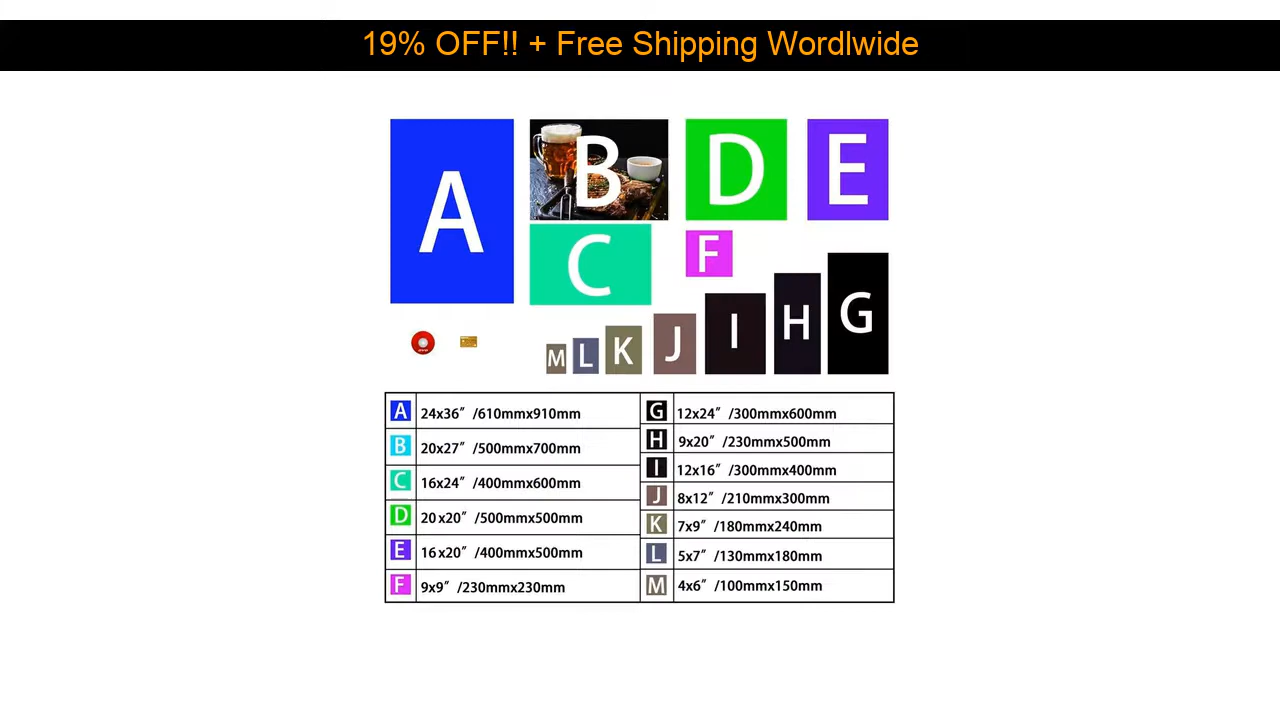 19% OFF!! + Free Shipping Wordlwide
A
B
D
E
C
F
G
H
I
J
K
L
M
A 24x36″ /610mmx910mm
B 20x27″ /500mmx700mm
C 16x24″ /400mmx600mm
D 20x20″ /500mmx500mm
E 16x20″ /400mmx500mm
F 9x9″ /230mmx230mm
G 12x24″ /300mmx600mm
H 9x20″ /230mmx500mm
I 12x16″ /300mmx400mm
J 8x12″ /210mmx300mm
K 7x9″ /180mmx240mm
L 5x7″ /130mmx180mm
M 4x6″ /100mmx150mm